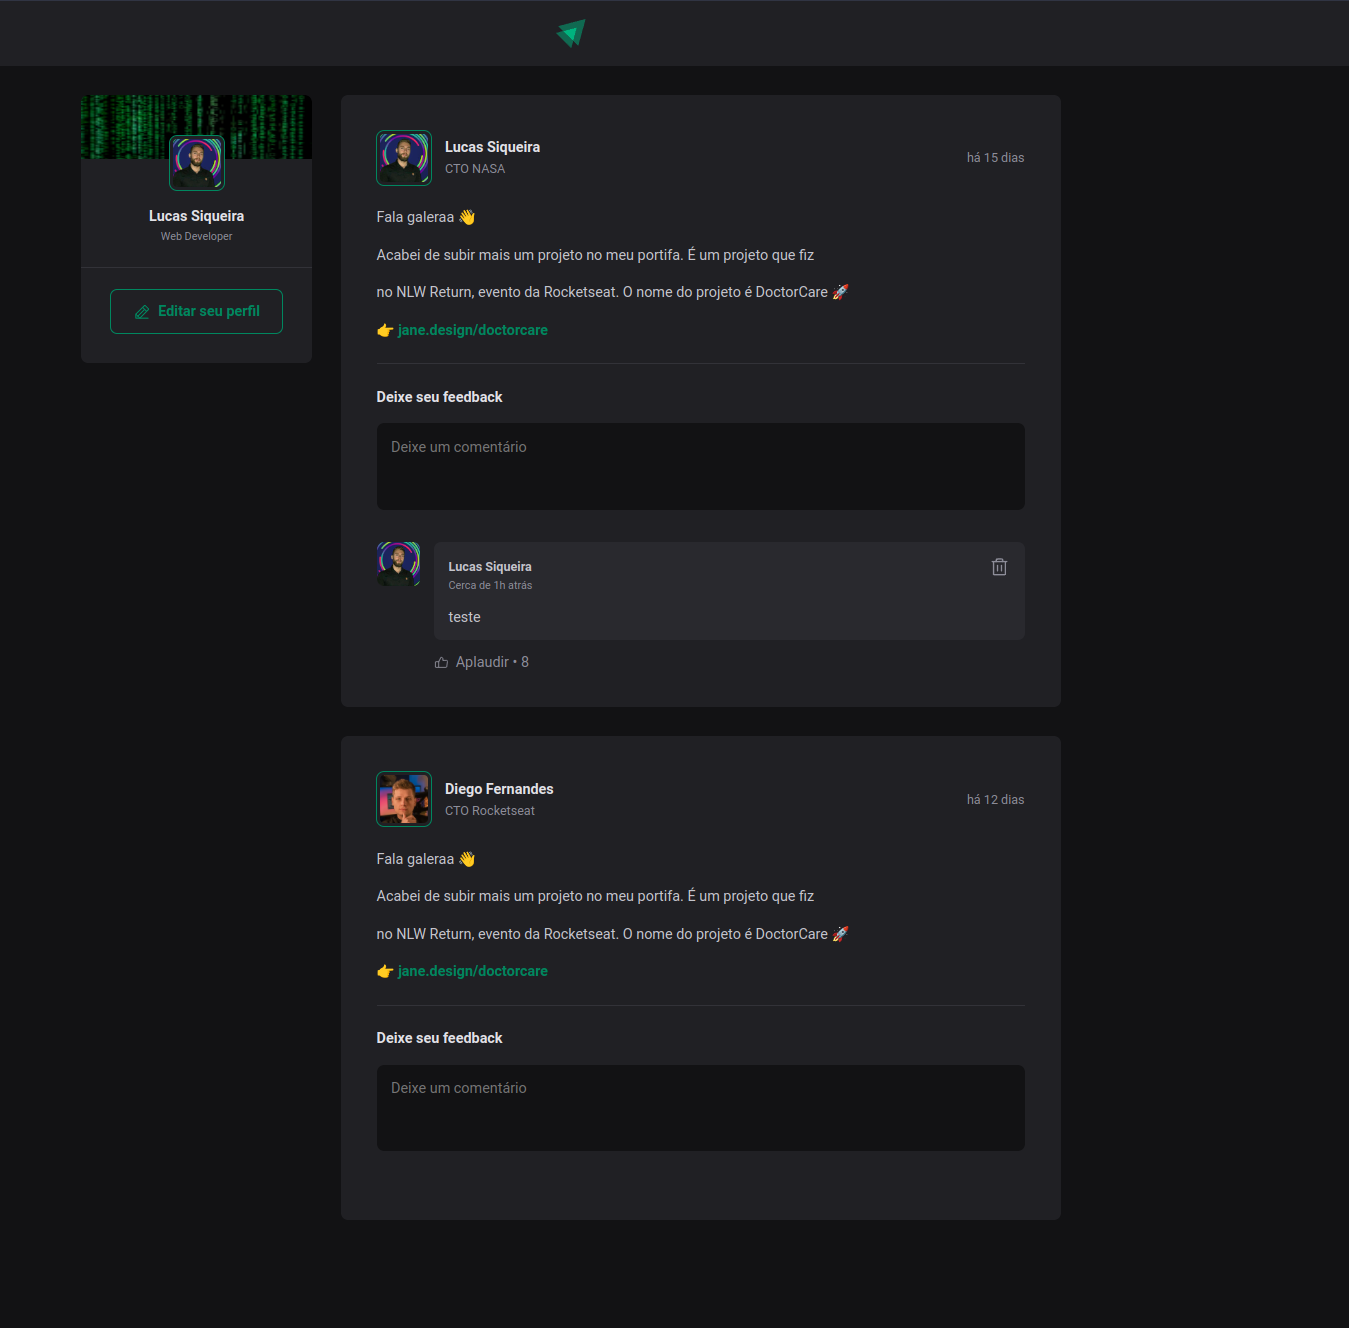 Lucas Siqueira
Web Developer
Editar seu perfil
Lucas Siqueira
CTO NASA
há 15 dias
Fala galeraa 👋
Acabei de subir mais um projeto no meu portifa. É um projeto que fiz
no NLW Return, evento da Rocketseat. O nome do projeto é DoctorCare 🚀
👉 jane.design/doctorcare
Deixe seu feedback
Deixe um comentário
Lucas Siqueira
Cerca de 1h atrás
teste
Aplaudir • 8
Diego Fernandes
CTO Rocketseat
há 12 dias
Fala galeraa 👋
Acabei de subir mais um projeto no meu portifa. É um projeto que fiz
no NLW Return, evento da Rocketseat. O nome do projeto é DoctorCare 🚀
👉 jane.design/doctorcare
Deixe seu feedback
Deixe um comentário